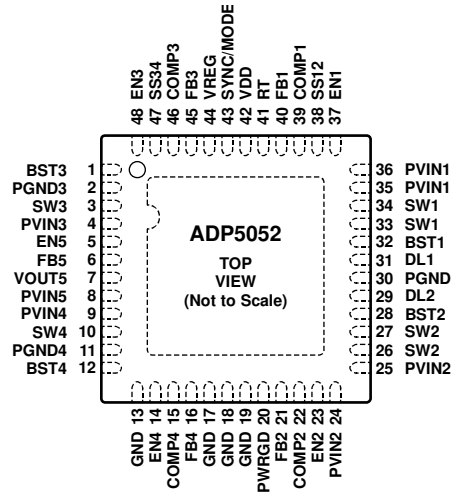 48 EN3
47 SS34
46 COMP3
45 FB3
44 VREG
43 SYNC/MODE
42 VDD
41 RT
40 FB1
39 COMP1
38 SS12
37 EN1
BST3 1
PGND3 2
SW3 3
PVIN3 4
EN5 5
FB5 6
VOUT5 7
PVIN5 8
PVIN4 9
SW4 10
PGND4 11
BST4 12
ADP5052
TOP
VIEW
(Not to Scale)
36 PVIN1
35 PVIN1
34 SW1
33 SW1
32 BST1
31 DL1
30 PGND
29 DL2
28 BST2
27 SW2
26 SW2
25 PVIN2
GND 13
EN4 14
COMP4 15
FB4 16
GND 17
GND 18
GND 19
PWRGD 20
FB2 21
COMP2 22
EN2 23
PVIN2 24